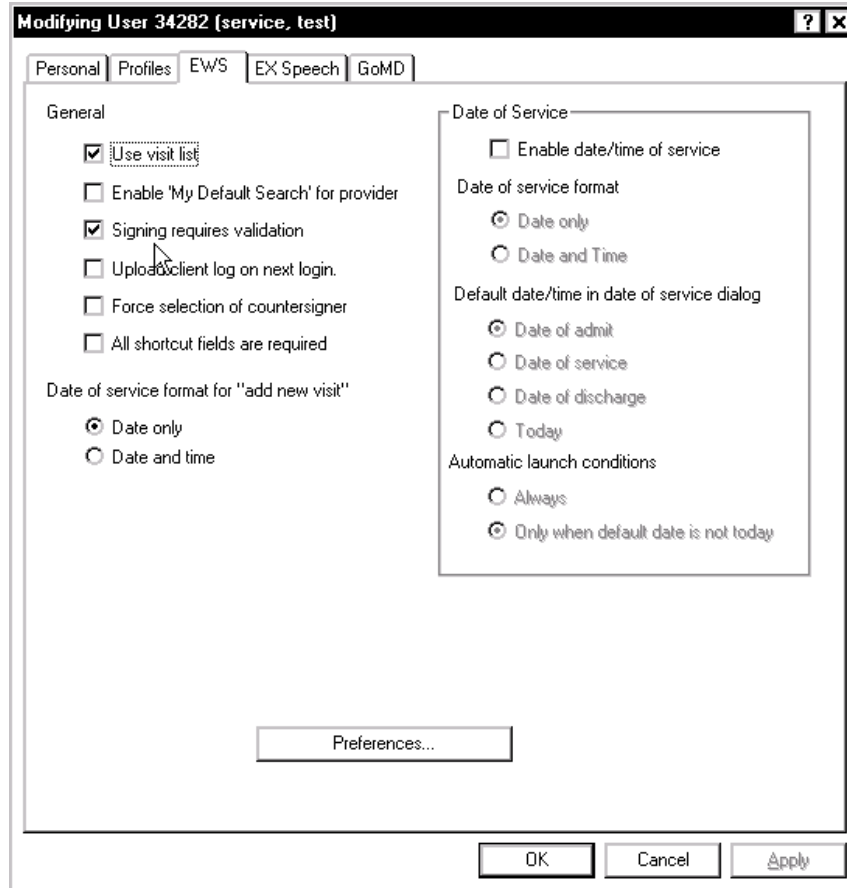 Modifying User 34282 (service, test)
Personal Profiles EWS EX Speech GoMD
General
Use visit list
Enable 'My Default Search' for provider
Signing requires validation
Upload client log on next login.
Force selection of countersigner
All shortcut fields are required
Date of service format for "add new visit"
Date only
Date and time
Date of Service
Enable date/time of service
Date of service format
Date only
Date and Time
Default date/time in date of service dialog
Date of admit
Date of service
Date of discharge
Today
Automatic launch conditions
Always
Only when default date is not today
Preferences...
OK Cancel Apply